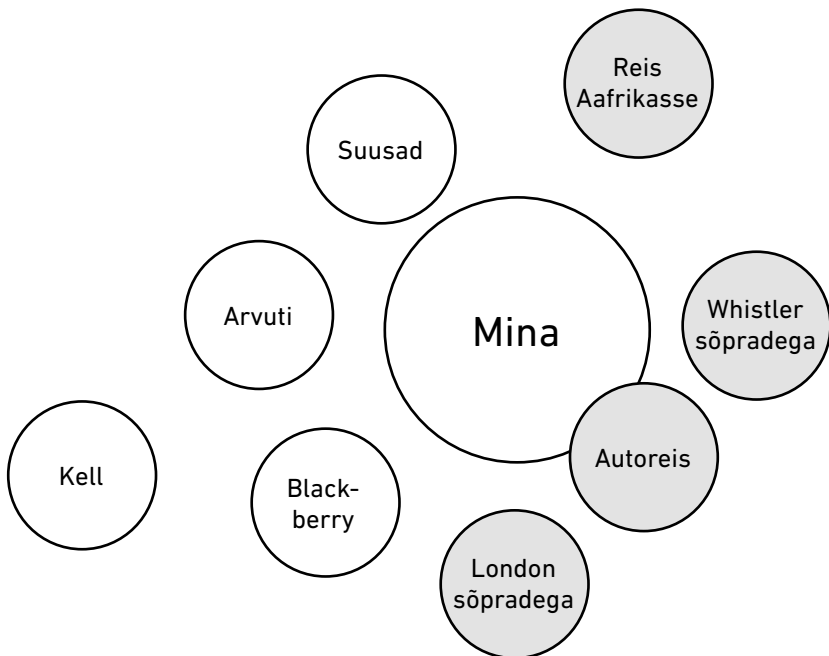 Reis
Aafrikasse
Suusad
Arvuti
Mina
Whistler
sõpradega
Kell
Black-
berry
Autoreis
London
sõpradega